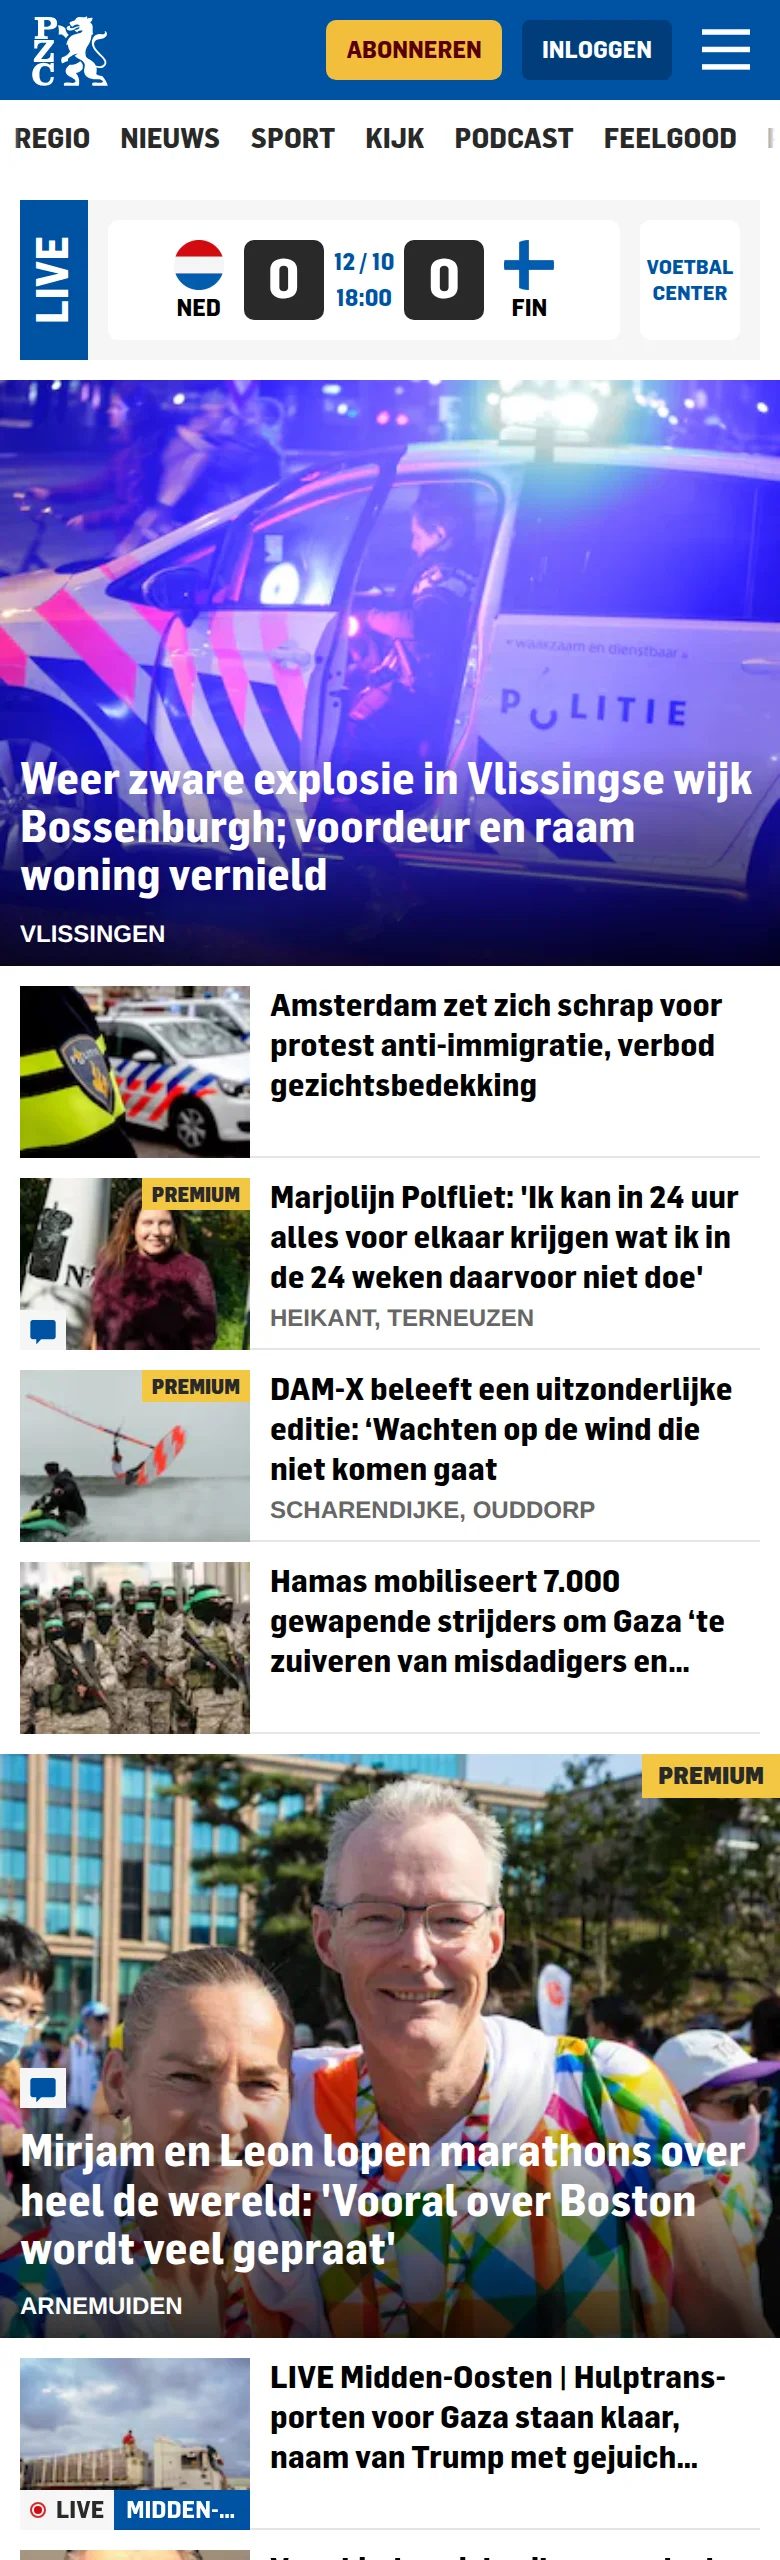 PZC
ABONNEREN
INLOGGEN
REGIO NIEUWS SPORT KIJK PODCAST FEELGOOD
LIVE
NED
0
12 / 10
18:00
0
FIN
VOETBAL
CENTER
« waakzaam en dienstbaar »
POLITIE
Weer zware explosie in Vlissingse wijk
Bossenburgh; voordeur en raam
woning vernield
VLISSINGEN
POLITIE
Amsterdam zet zich schrap voor
protest anti-immigratie, verbod
gezichtsbedekking
PREMIUM
Marjolijn Polfliet: 'Ik kan in 24 uur
alles voor elkaar krijgen wat ik in
de 24 weken daarvoor niet doe'
HEIKANT, TERNEUZEN
PREMIUM
DAM-X beleeft een uitzonderlijke
editie: ‘Wachten op de wind die
niet komen gaat
SCHARENDIJKE, OUDDORP
Hamas mobiliseert 7.000
gewapende strijders om Gaza ‘te
zuiveren van misdadigers en...
PREMIUM
Mirjam en Leon lopen marathons over
heel de wereld: 'Vooral over Boston
wordt veel gepraat'
ARNEMUIDEN
LIVE Midden-Oosten | Hulptrans-
porten voor Gaza staan klaar,
naam van Trump met gejuich...
LIVE
MIDDEN-...